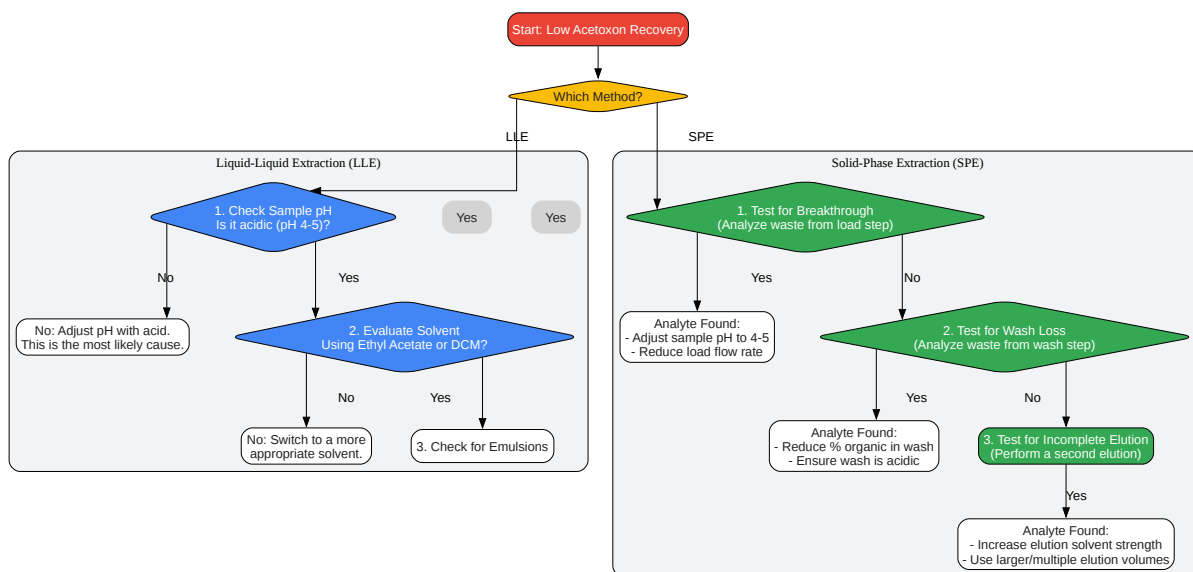 Start: Low Acetoxon Recovery
Which Method?
LLE
SPE
Liquid-Liquid Extraction (LLE)
1. Check Sample pH
Is it acidic (pH 4-5)?
Yes
Yes
No
Yes
No: Adjust pH with acid.
This is the most likely cause.
2. Evaluate Solvent
Using Ethyl Acetate or DCM?
No
Yes
No: Switch to a more
appropriate solvent.
3. Check for Emulsions
Solid-Phase Extraction (SPE)
1. Test for Breakthrough
(Analyze waste from load step)
Yes
No
Analyte Found:
- Adjust sample pH to 4-5
- Reduce load flow rate
2. Test for Wash Loss
(Analyze waste from wash step)
Yes
No
Analyte Found:
- Reduce % organic in wash
- Ensure wash is acidic
3. Test for Incomplete Elution
(Perform a second elution)
Yes
Analyte Found:
- Increase elution solvent strength
- Use larger/multiple elution volumes